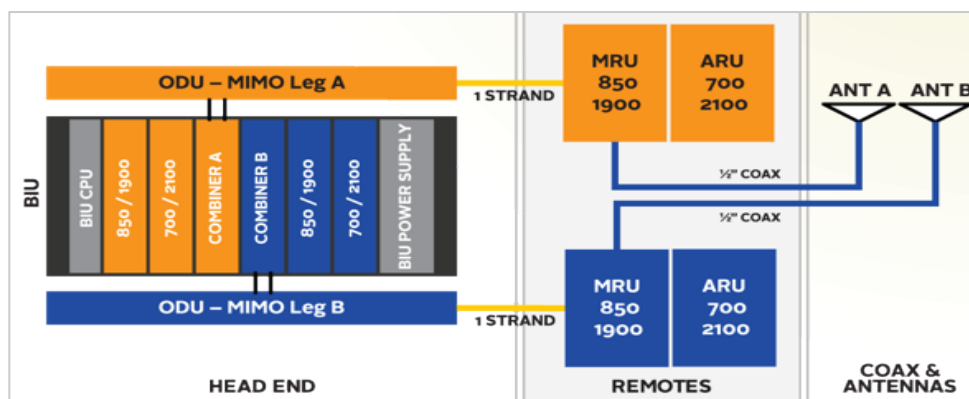 ODU – MIMO Leg A
BIU
BIU CPU
850 / 1900
700 / 2100
COMBINER A
COMBINER B
850 / 1900
700 / 2100
BIU POWER SUPPLY
ODU – MIMO Leg B
HEAD END
1 STRAND
1 STRAND
MRU
850
1900
ARU
700
2100
MRU
850
1900
ARU
700
2100
REMOTES
ANT A
ANT B
½" COAX
½" COAX
COAX &
ANTENNAS